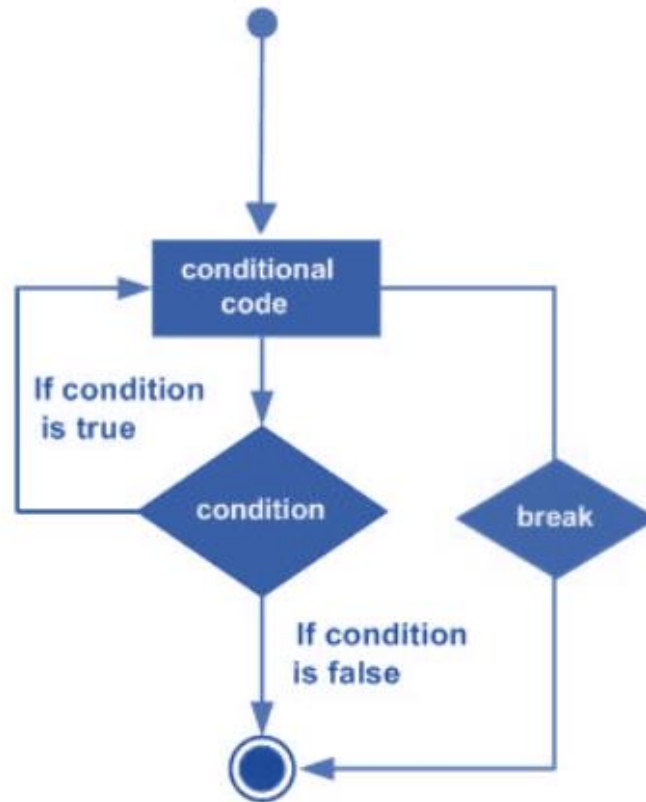 conditional
code
If condition
is true
condition
break
If condition
is false